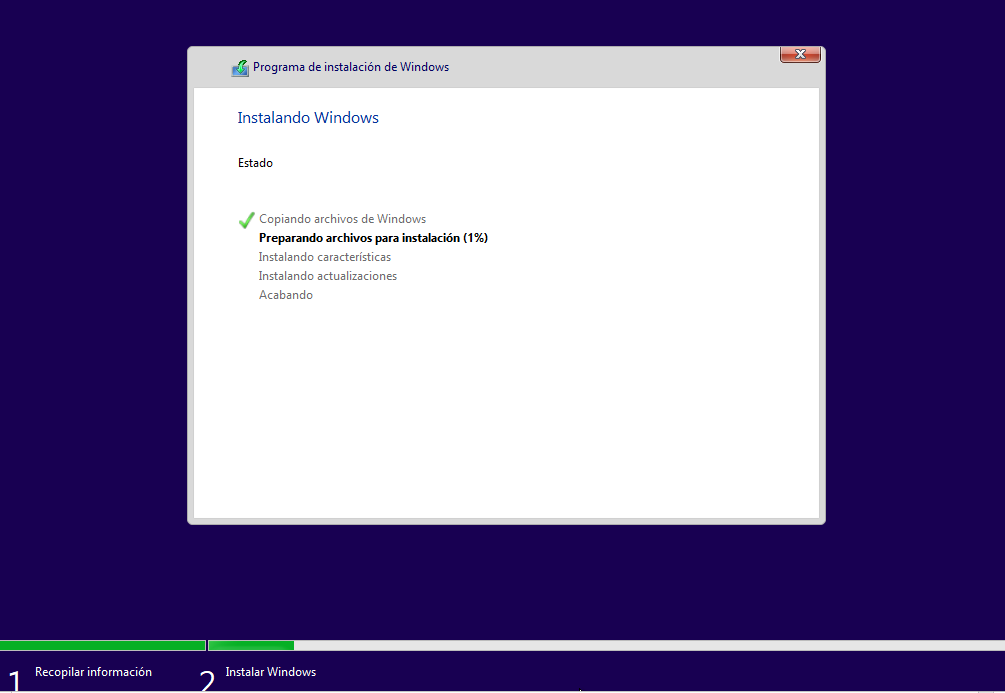 Programa de instalación de Windows
Instalando Windows
Estado
Copiando archivos de Windows
Preparando archivos para instalación (1%)
Instalando características
Instalando actualizaciones
Acabando
1 Recopilar información
2 Instalar Windows